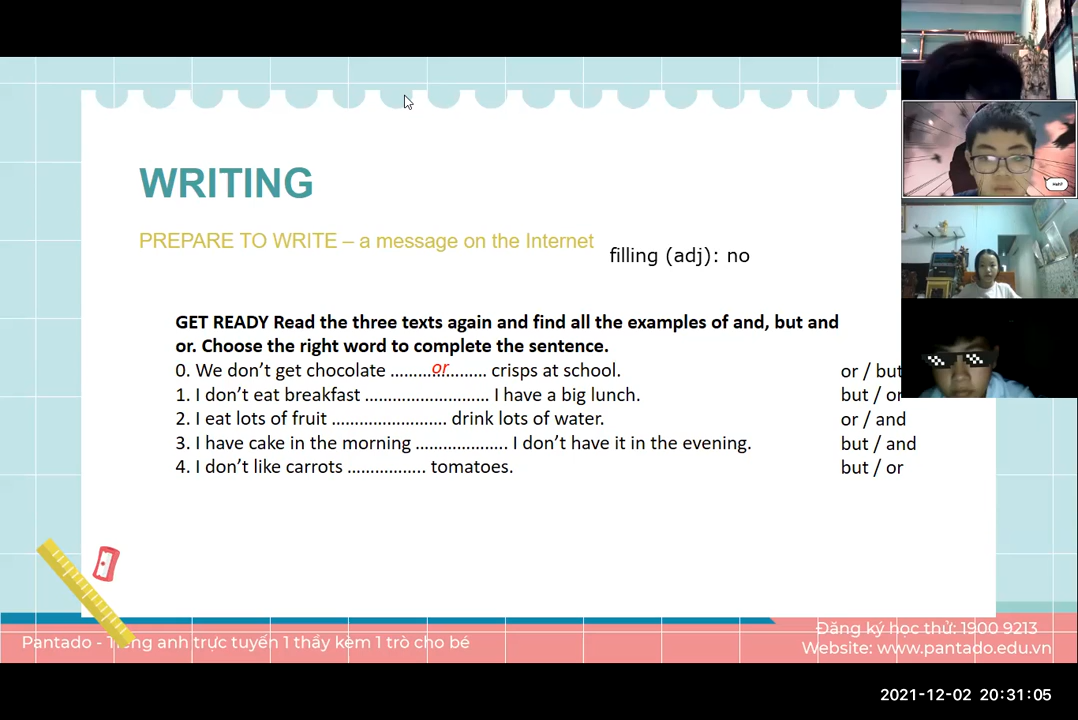 WRITING
PREPARE TO WRITE – a message on the Internet
filling (adj): no
GET READY Read the three texts again and find all the examples of and, but and
or. Choose the right word to complete the sentence.
0. We don't get chocolate ........or........ crisps at school. or / but
1. I don't eat breakfast .......................... I have a big lunch. but / or
2. I eat lots of fruit ........................ drink lots of water. or / and
3. I have cake in the morning ................... I don't have it in the evening. but / and
4. I don't like carrots ................ tomatoes. but / or
Pantado - Tiếng anh trực tuyến 1 thầy kèm 1 trò cho bé
Đăng ký học thử: 1900 9213
Website: www.pantado.edu.vn
2021-12-02 20:31:05